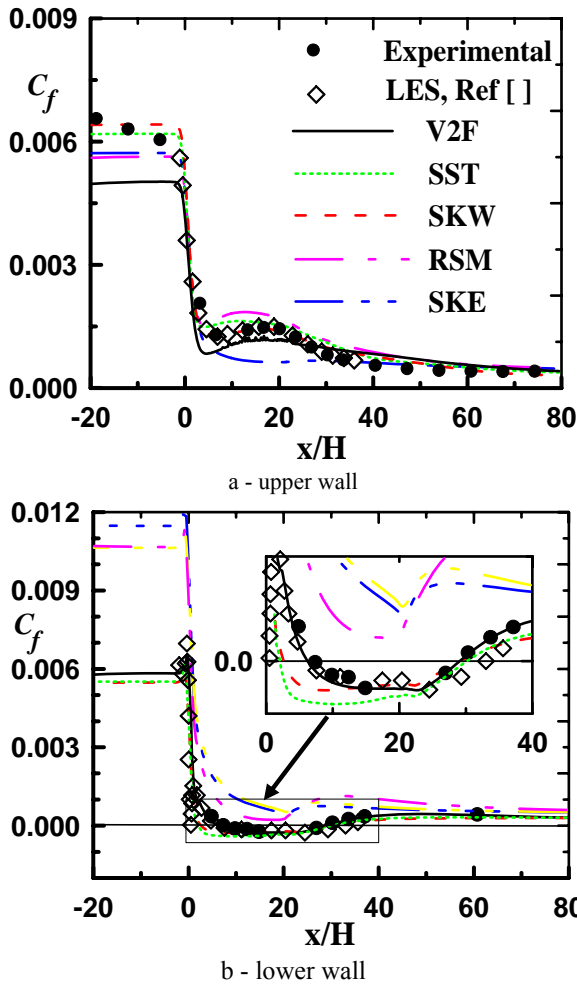 0.009
Experimental
C_f
LES, Ref [ ]
V2F
0.006
SST
SKW
0.003
RSM
SKE
0.000
-20 0 20 40 60 80
x/H
a - upper wall
0.012
0.009
C_f
0.0
0.006
0 20 40
0.003
0.000
-20 0 20 40 60 80
x/H
b - lower wall